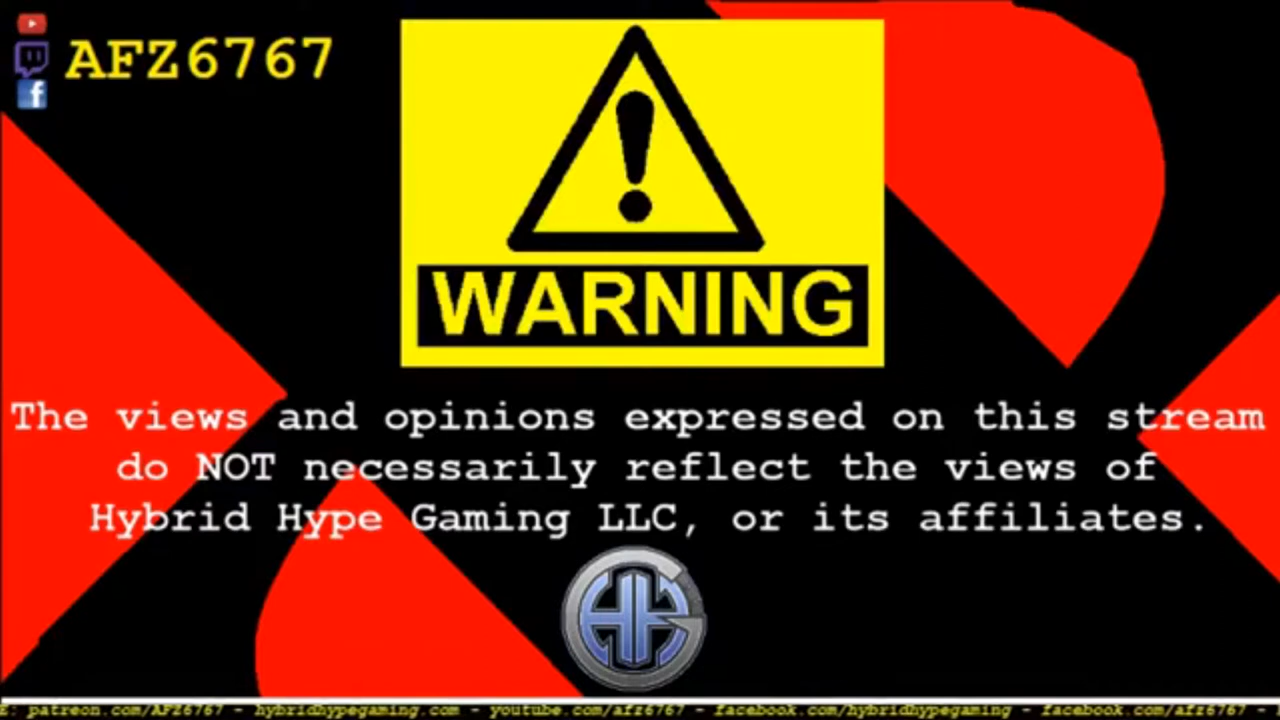 AFZ6767
WARNING
The views and opinions expressed on this stream
do NOT necessarily reflect the views of
Hybrid Hype Gaming LLC, or its affiliates.
patreon.com/AFZ6767 - hybridhypegaming.com - youtube.com/afz6767 - facebook.com/hybridhypegaming - facebook.com/afz6767 -